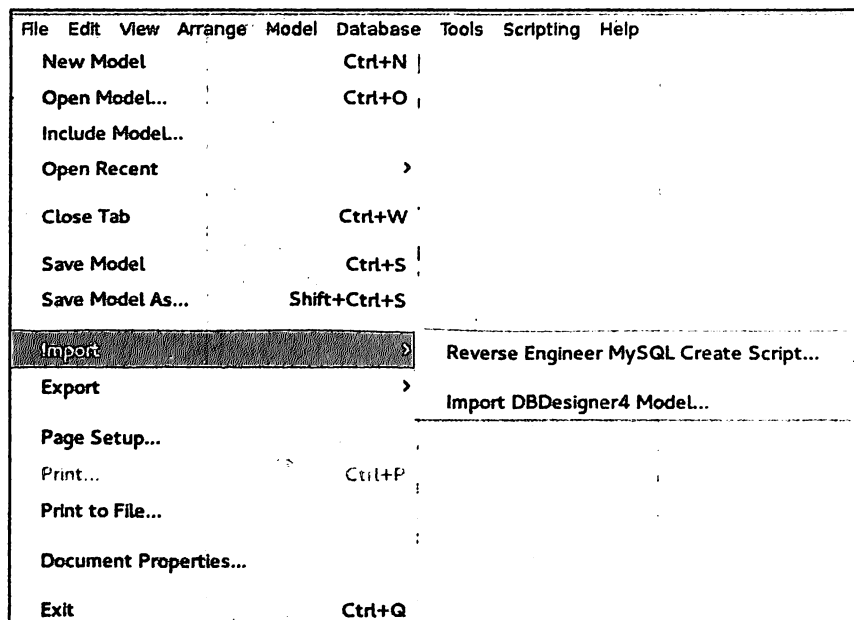 File Edit View Arrange Model Database Tools Scripting Help
New Model Ctrl+N
Open Model... Ctrl+O
Include Model...
Open Recent >
Close Tab Ctrl+W
Save Model Ctrl+S
Save Model As... Shift+Ctrl+S
Import >
Reverse Engineer MySQL Create Script...
Export >
Import DBDesigner4 Model...
Page Setup...
Print... Ctrl+P
Print to File...
Document Properties...
Exit Ctrl+Q